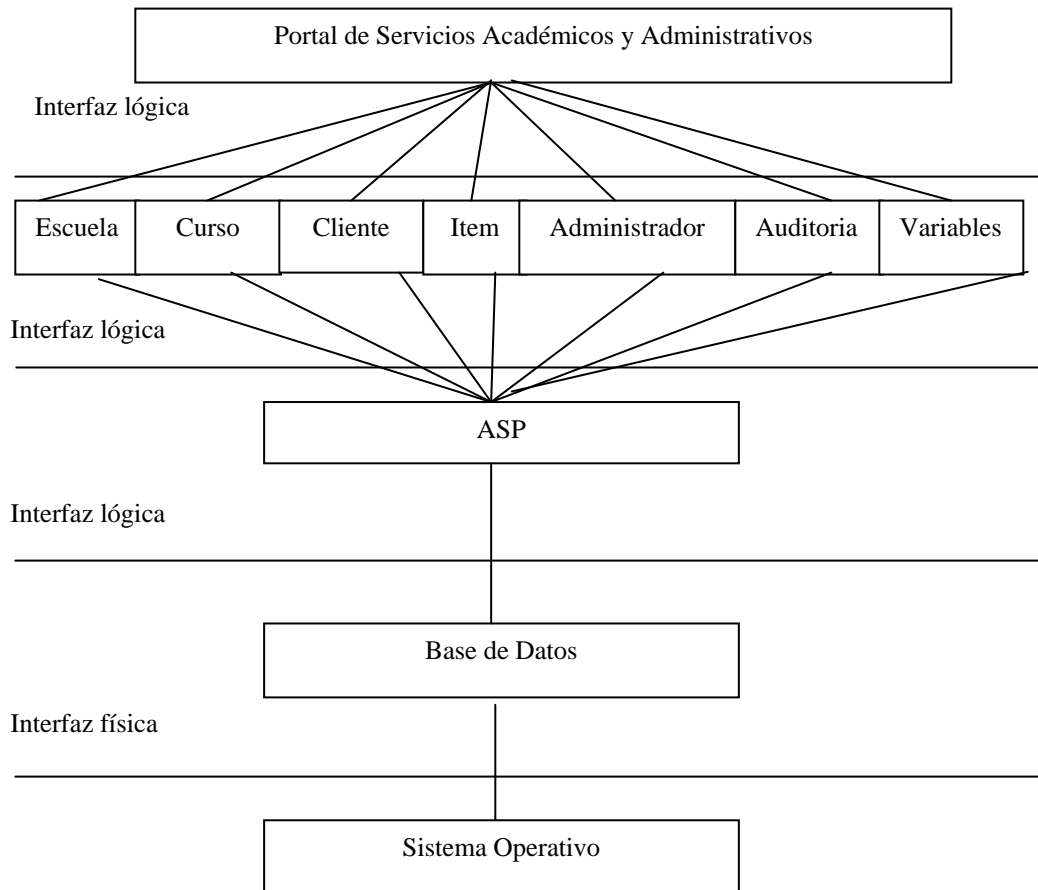 Portal de Servicios Académicos y Administrativos
Interfaz lógica
Escuela Curso Cliente Item Administrador Auditoria Variables
Interfaz lógica
ASP
Interfaz lógica
Base de Datos
Interfaz física
Sistema Operativo